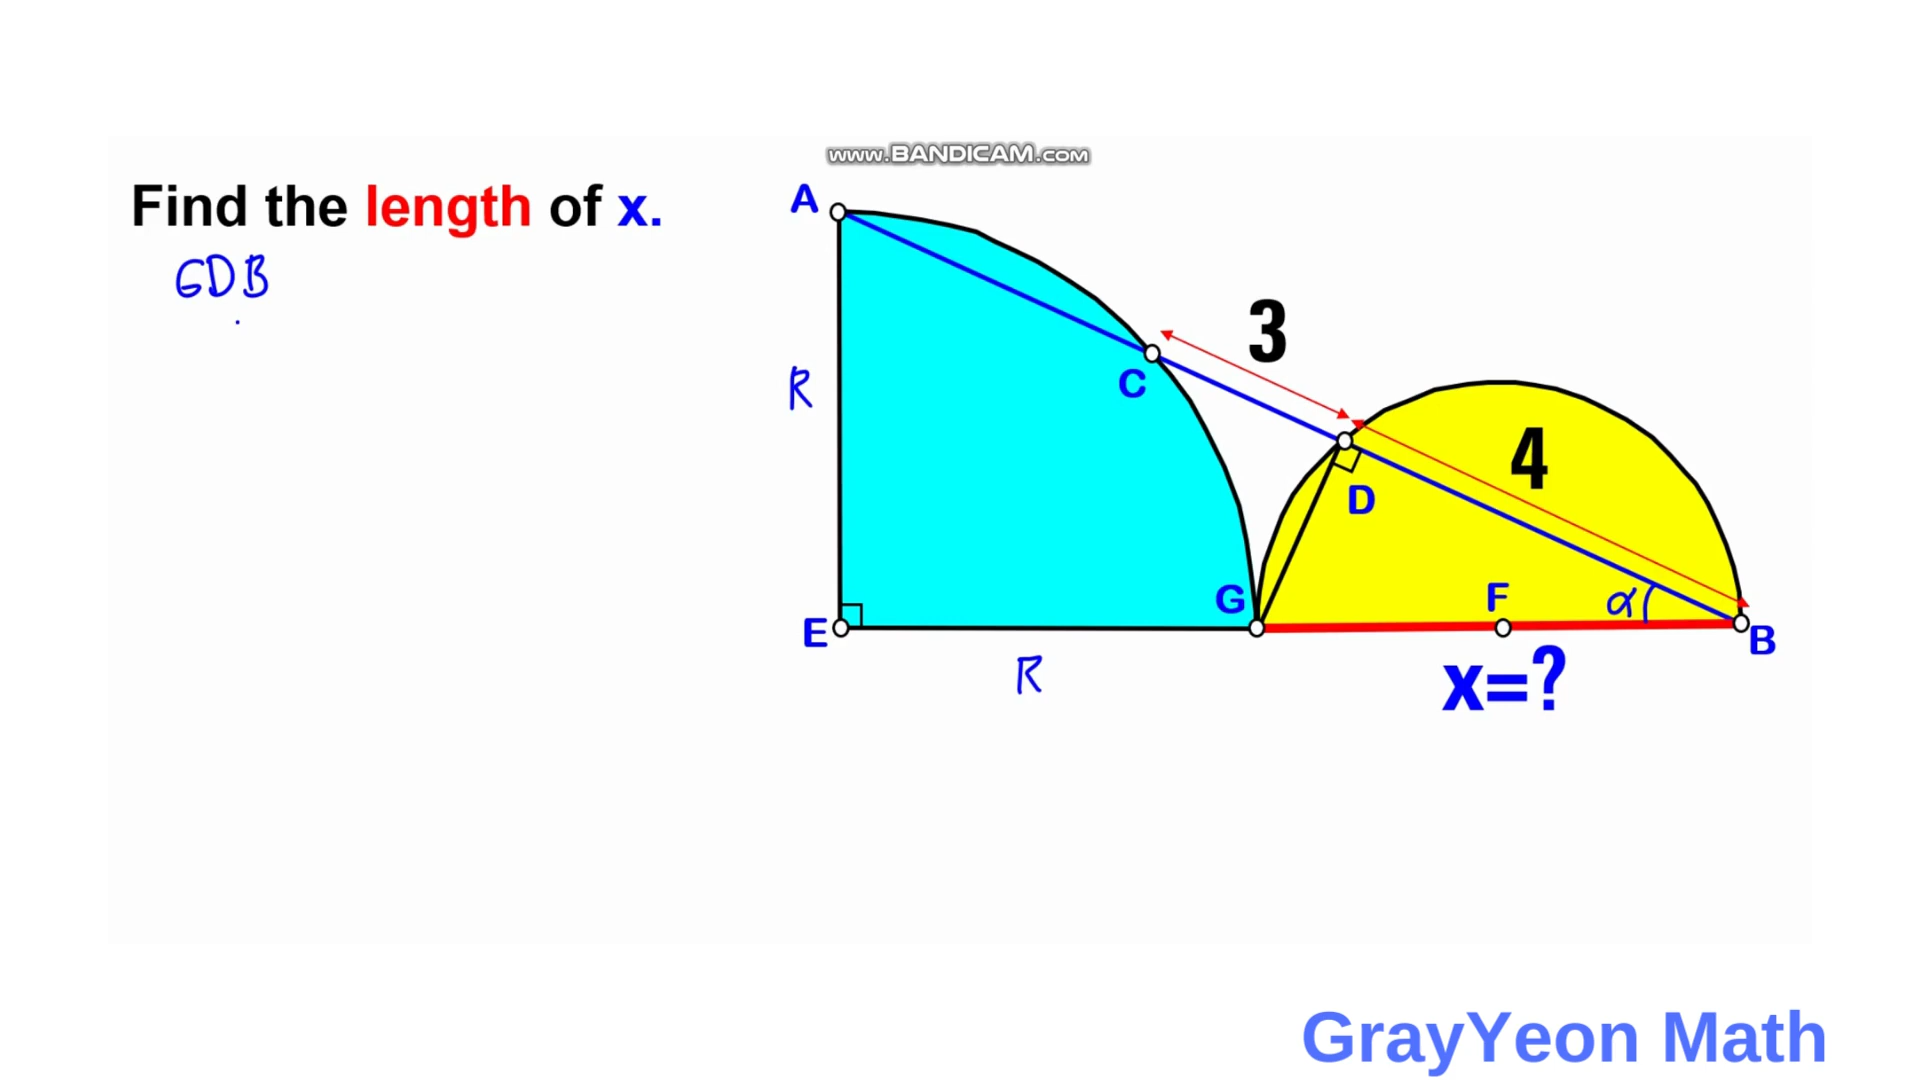 www.BANDICAM.com
Find the length of x.
GDB
A
R
3
C
4
D
G
F
α
E
B
R
x=?
GrayYeon Math